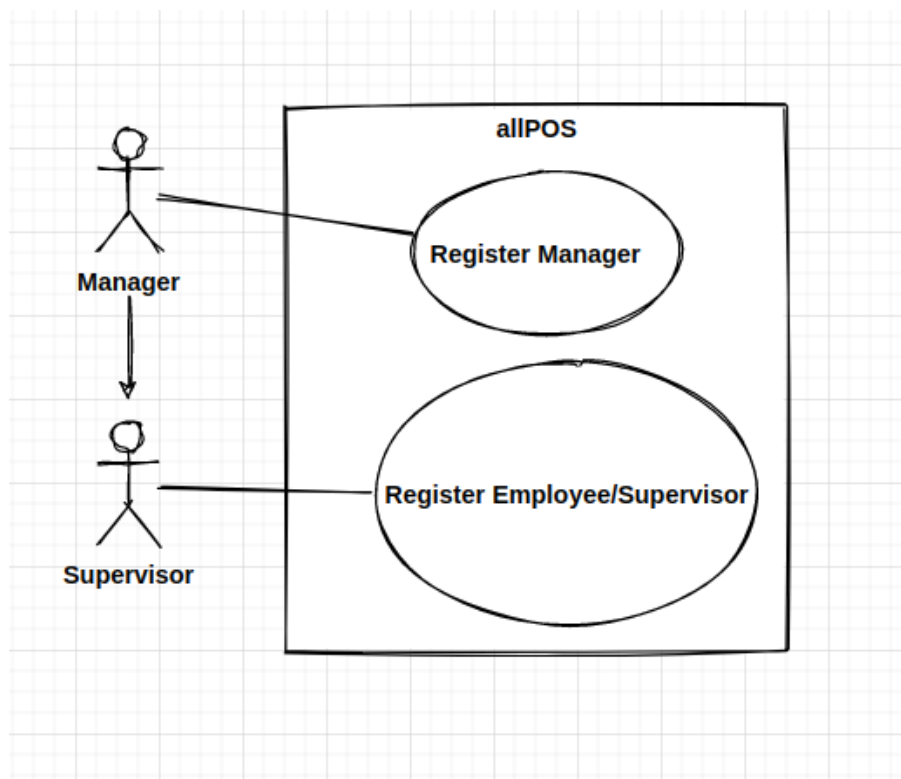 allPOS
Register Manager
Manager
Register Employee/Supervisor
Supervisor